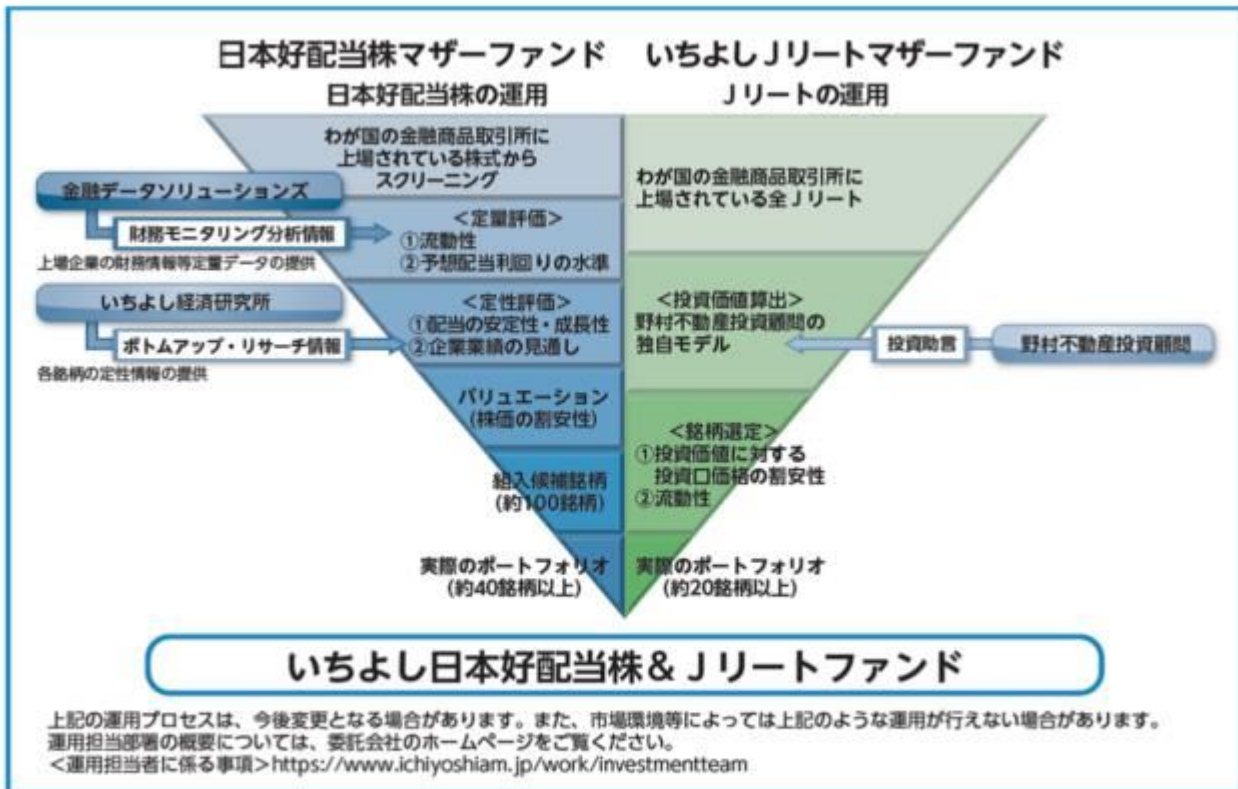 日本好配当株マザーファンド
日本好配当株の運用
わが国の金融商品取引所に
上場されている株式から
スクリーニング
金融データソリューションズ
財務モニタリング分析情報
上場企業の財務情報等定量データの提供
＜定量評価＞
①流動性
②予想配当利回りの水準
いちよし経済研究所
ボトムアップ・リサーチ情報
各銘柄の定性情報の提供
＜定性評価＞
①配当の安定性・成長性
②企業業績の見通し
バリュエーション
(株価の割安性)
組入候補銘柄
(約100銘柄)
実際のポートフォリオ
(約40銘柄以上)
いちよしＪリートマザーファンド
Ｊリートの運用
わが国の金融商品取引所に
上場されている全Ｊリート
＜投資価値算出＞
野村不動産投資顧問の
独自モデル
投資助言
野村不動産投資顧問
＜銘柄選定＞
①投資価値に対する
投資口価格の割安性
②流動性
実際のポートフォリオ
(約20銘柄以上)
いちよし日本好配当株＆Ｊリートファンド
上記の運用プロセスは、今後変更となる場合があります。また、市場環境等によっては上記のような運用が行えない場合があります。
運用担当部署の概要については、委託会社のホームページをご覧ください。
＜運用担当者に係る事項＞https://www.ichiyoshiam.jp/work/investmentteam